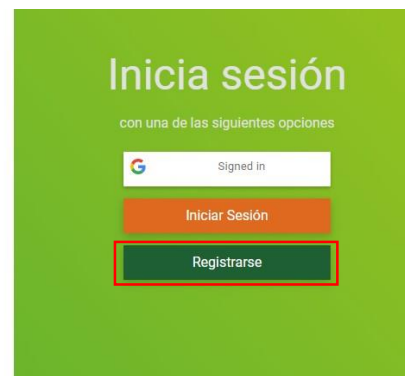 Inicia sesión
con una de las siguientes opciones
Signed in
Iniciar Sesión
Registrarse